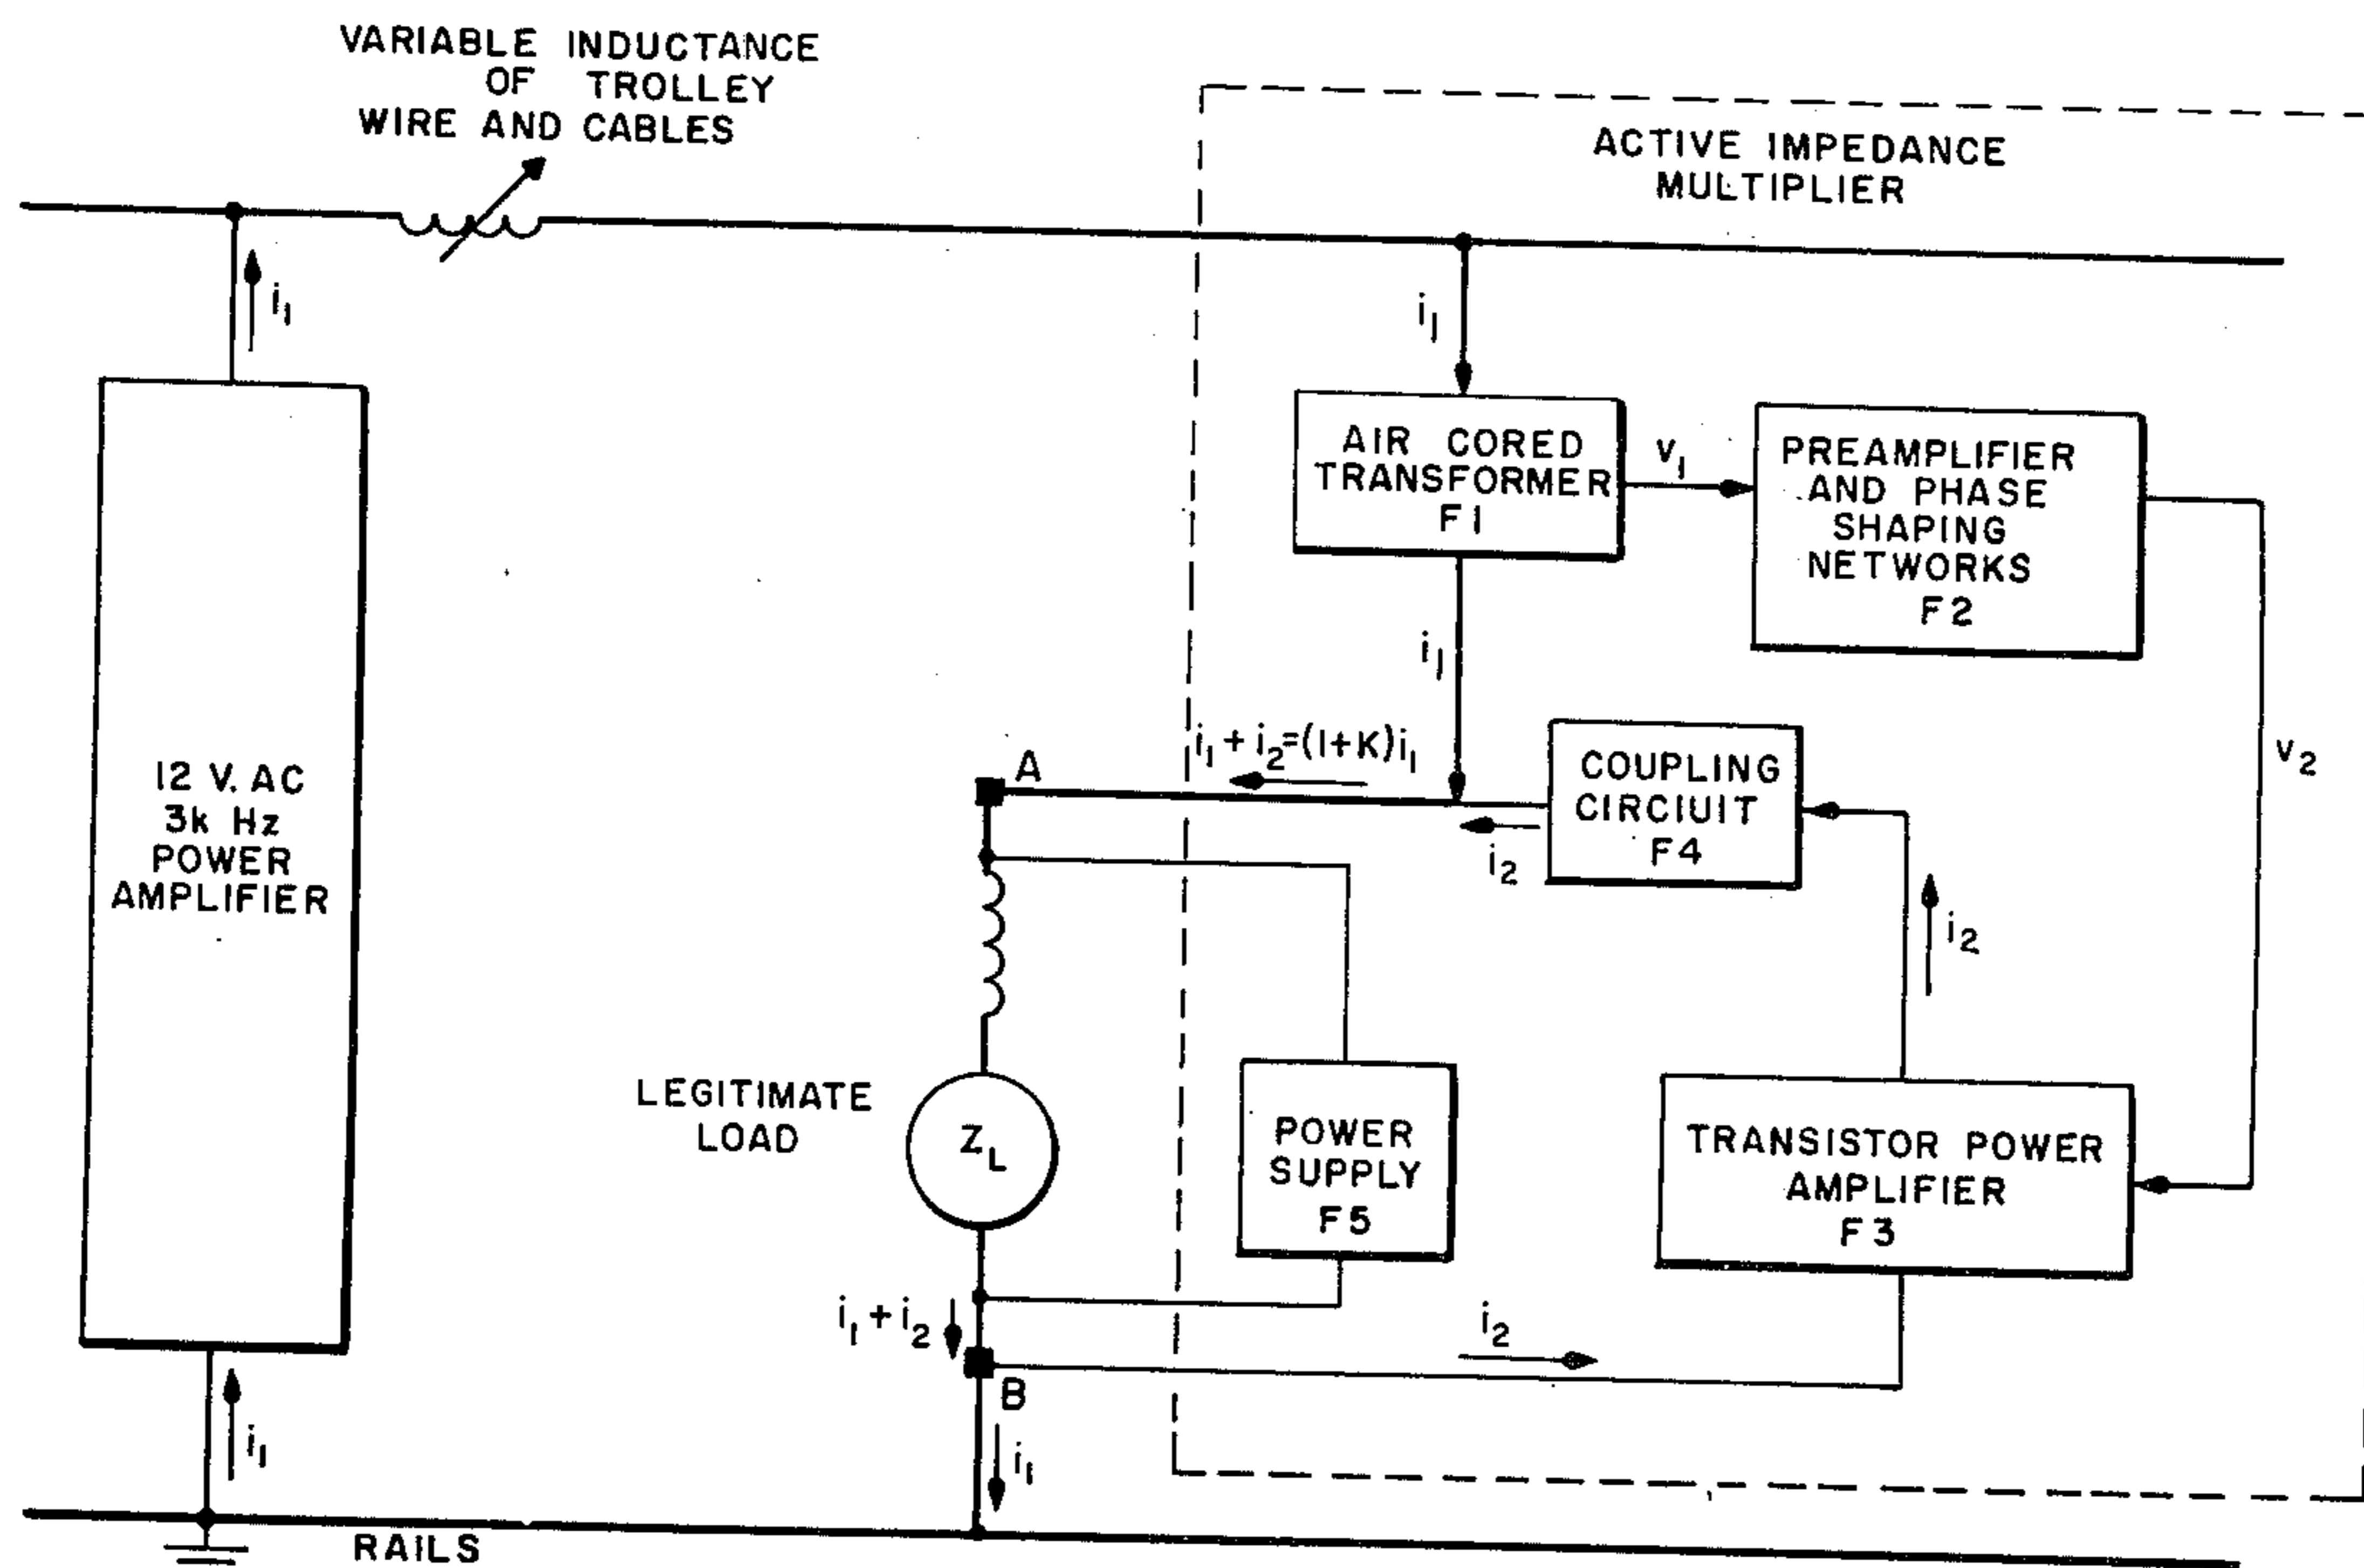 VARIABLE INDUCTANCE
OF TROLLEY
WIRE AND CABLES
ACTIVE IMPEDANCE
MULTIPLIER
i1
i1
AIR CORED
TRANSFORMER
F1
v1
PREAMPLIFIER
AND PHASE
SHAPING
NETWORKS
F2
i1
i1 + i2 = (1+K)i1
A
COUPLING
CIRCIUIT
F4
v2
12 V. AC
3k Hz
POWER
AMPLIFIER
i2
i2
LEGITIMATE
LOAD
ZL
POWER
SUPPLY
F5
TRANSISTOR POWER
AMPLIFIER
F3
i1 + i2
i2
B
i1
i1
RAILS